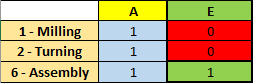 A E
1 - Milling 1 0
2 - Turning 1 0
6 - Assembly 1 1